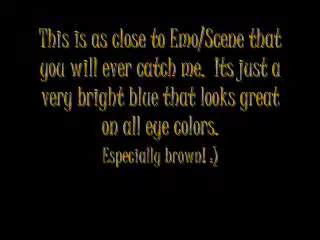 This is as close to Emo/Scene that
you will ever catch me.  Its just a
very bright blue that looks great
on all eye colors.
Especially brown! :)